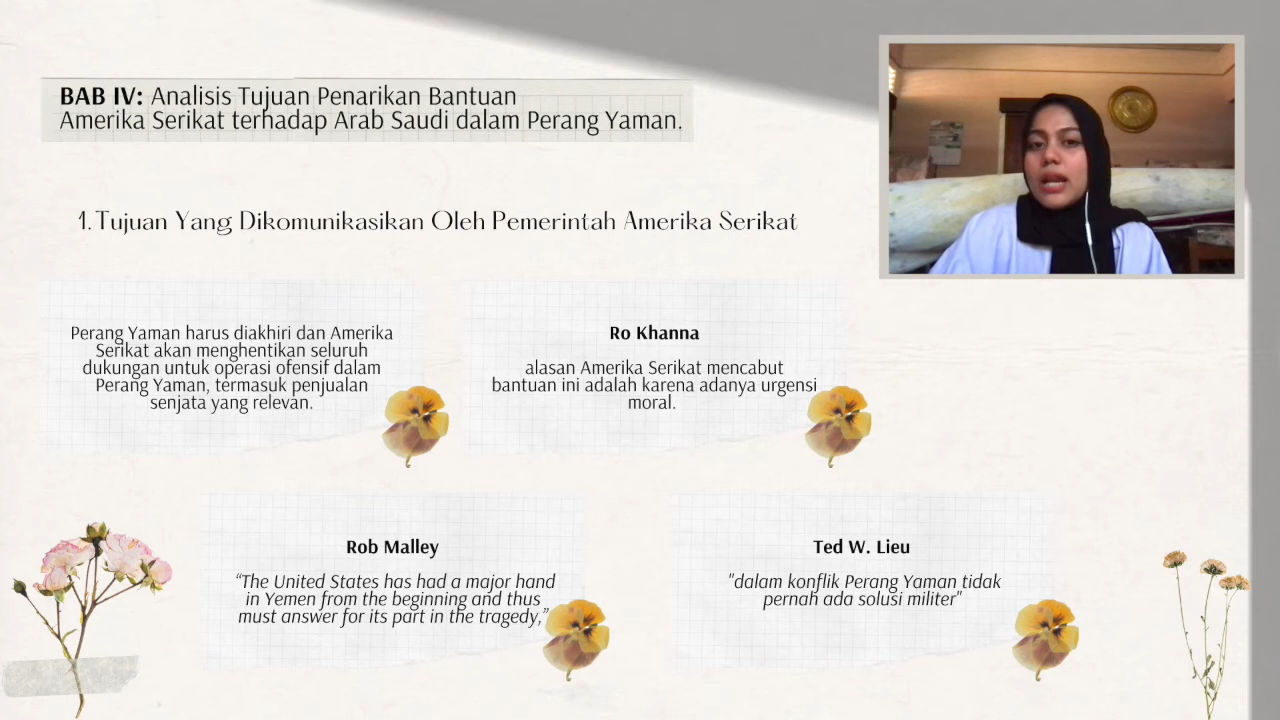 BAB IV: Analisis Tujuan Penarikan Bantuan
Amerika Serikat terhadap Arab Saudi dalam Perang Yaman.
1. Tujuan Yang Dikomunikasikan Oleh Pemerintah Amerika Serikat
Perang Yaman harus diakhiri dan Amerika
Serikat akan menghentikan seluruh
dukungan untuk operasi ofensif dalam
Perang Yaman, termasuk penjualan
senjata yang relevan.
Ro Khanna
alasan Amerika Serikat mencabut
bantuan ini adalah karena adanya urgensi
moral.
Rob Malley
“The United States has had a major hand
in Yemen from the beginning and thus
must answer for its part in the tragedy,”
Ted W. Lieu
"dalam konflik Perang Yaman tidak
pernah ada solusi militer"